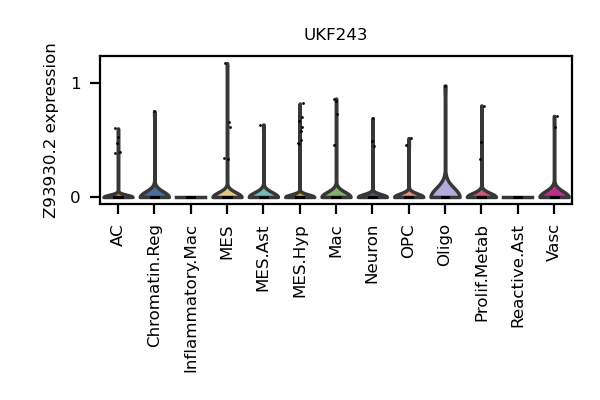 UKF243
Z93930.2 expression
1
0
AC
Chromatin.Reg
Inflammatory.Mac
MES
MES.Ast
MES.Hyp
Mac
Neuron
OPC
Oligo
Prolif.Metab
Reactive.Ast
Vasc